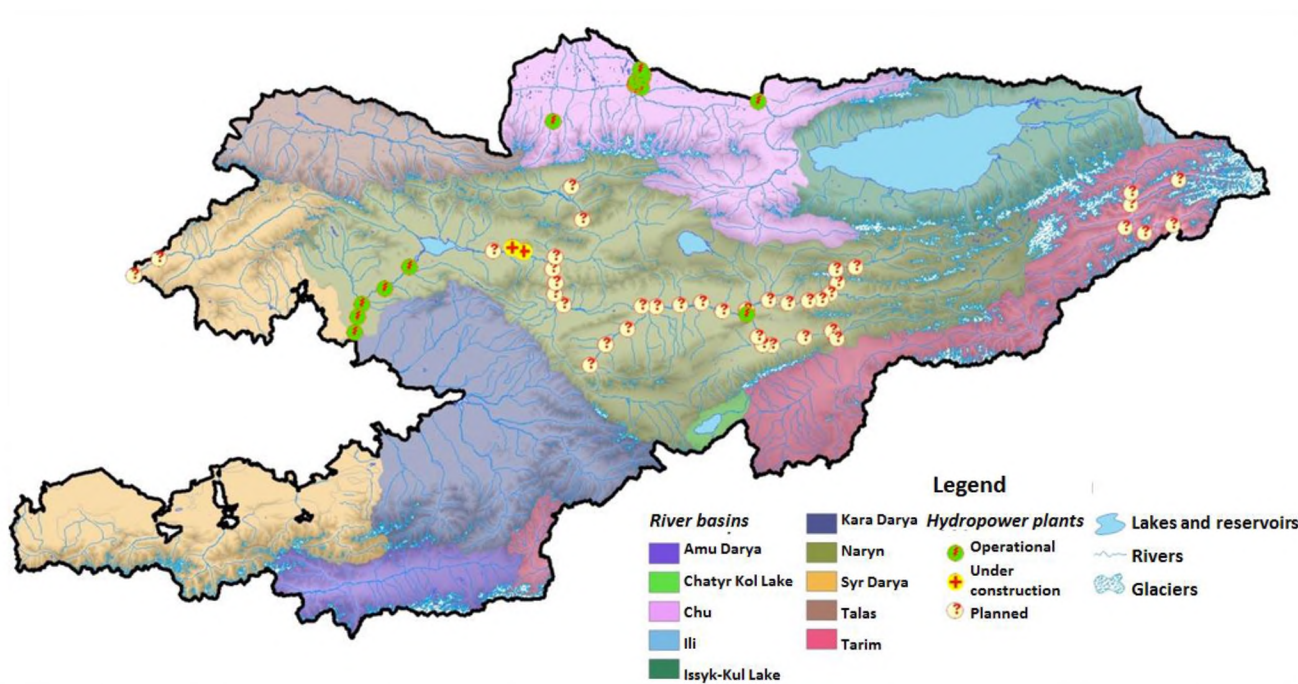 Legend
River basins
Amu Darya
Chatyr Kol Lake
Chu
Ili
Issyk-Kul Lake
Kara Darya
Naryn
Syr Darya
Talas
Tarim
Hydropower plants
Operational
Under
construction
Planned
Lakes and reservoirs
Rivers
Glaciers